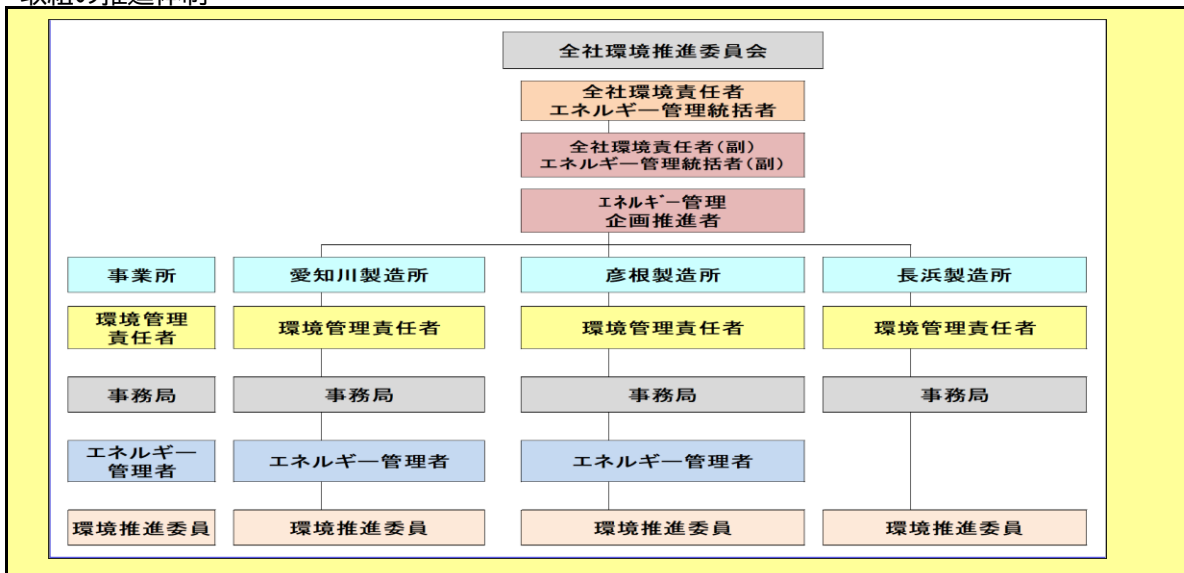 取組の推進体制
全社環境推進委員会
全社環境責任者
エネルギー管理統括者
全社環境責任者(副)
エネルギー管理統括者(副)
ｴﾈﾙｷﾞｰ管理
企画推進者
事業所
愛知川製造所
彦根製造所
長浜製造所
環境管理
責任者
環境管理責任者
環境管理責任者
環境管理責任者
事務局
事務局
事務局
事務局
エネルギー
管理者
エネルギー管理者
エネルギー管理者
環境推進委員
環境推進委員
環境推進委員
環境推進委員